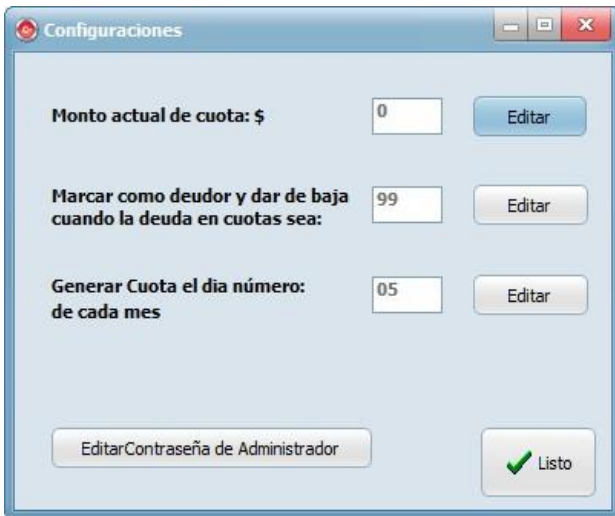 Configuraciones
Monto actual de cuota: $
0
Editar
Marcar como deudor y dar de baja
cuando la deuda en cuotas sea:
99
Editar
Generar Cuota el dia número:
de cada mes
05
Editar
EditarContraseña de Administrador
Listo